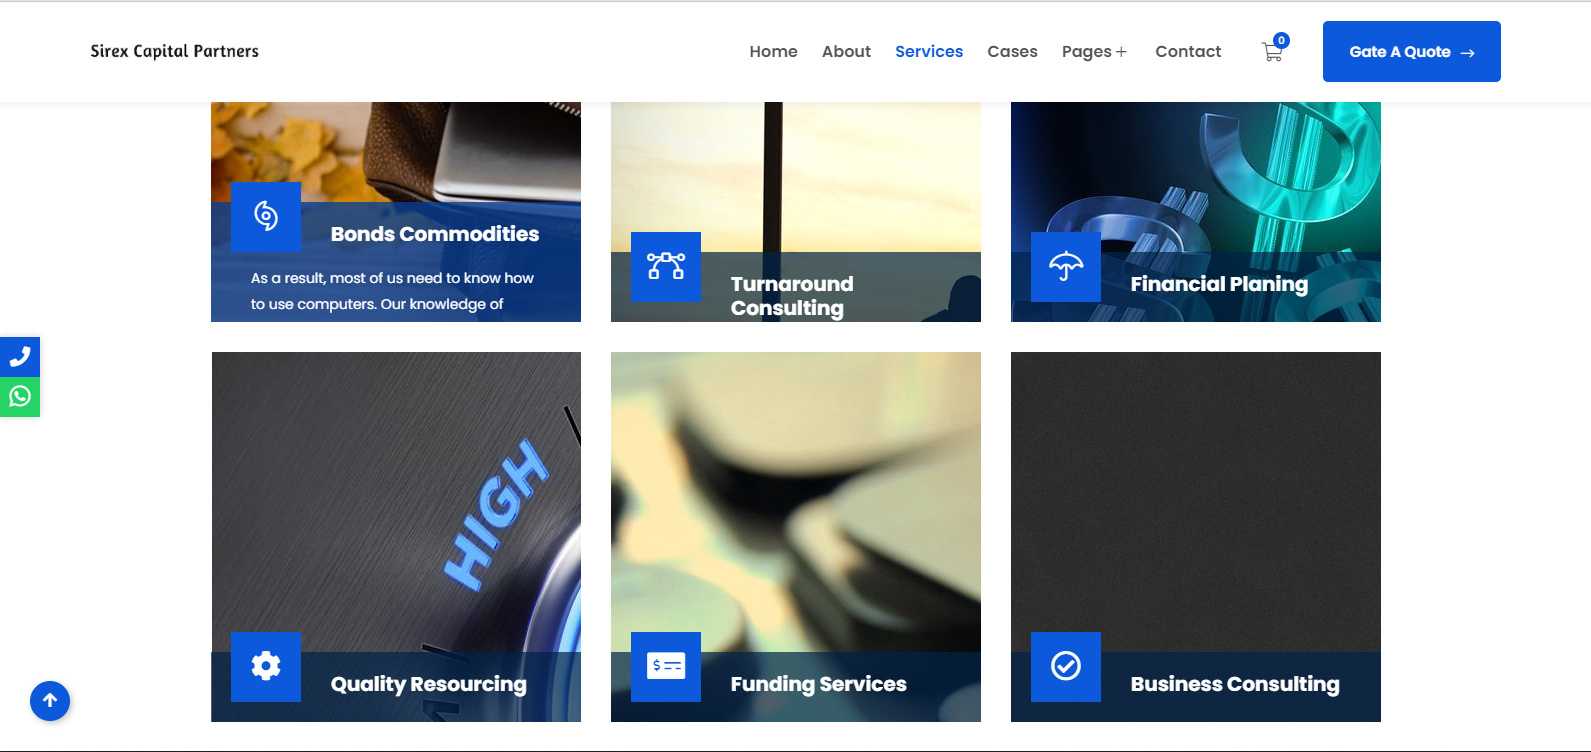 Sirex Capital Partners
Home About Services Cases Pages + Contact 0 Gate A Quote →
Bonds Commodities
As a result, most of us need to know how
to use computers. Our knowledge of
Turnaround
Consulting
Financial Planing
HIGH
Quality Resourcing
$
Funding Services
Business Consulting